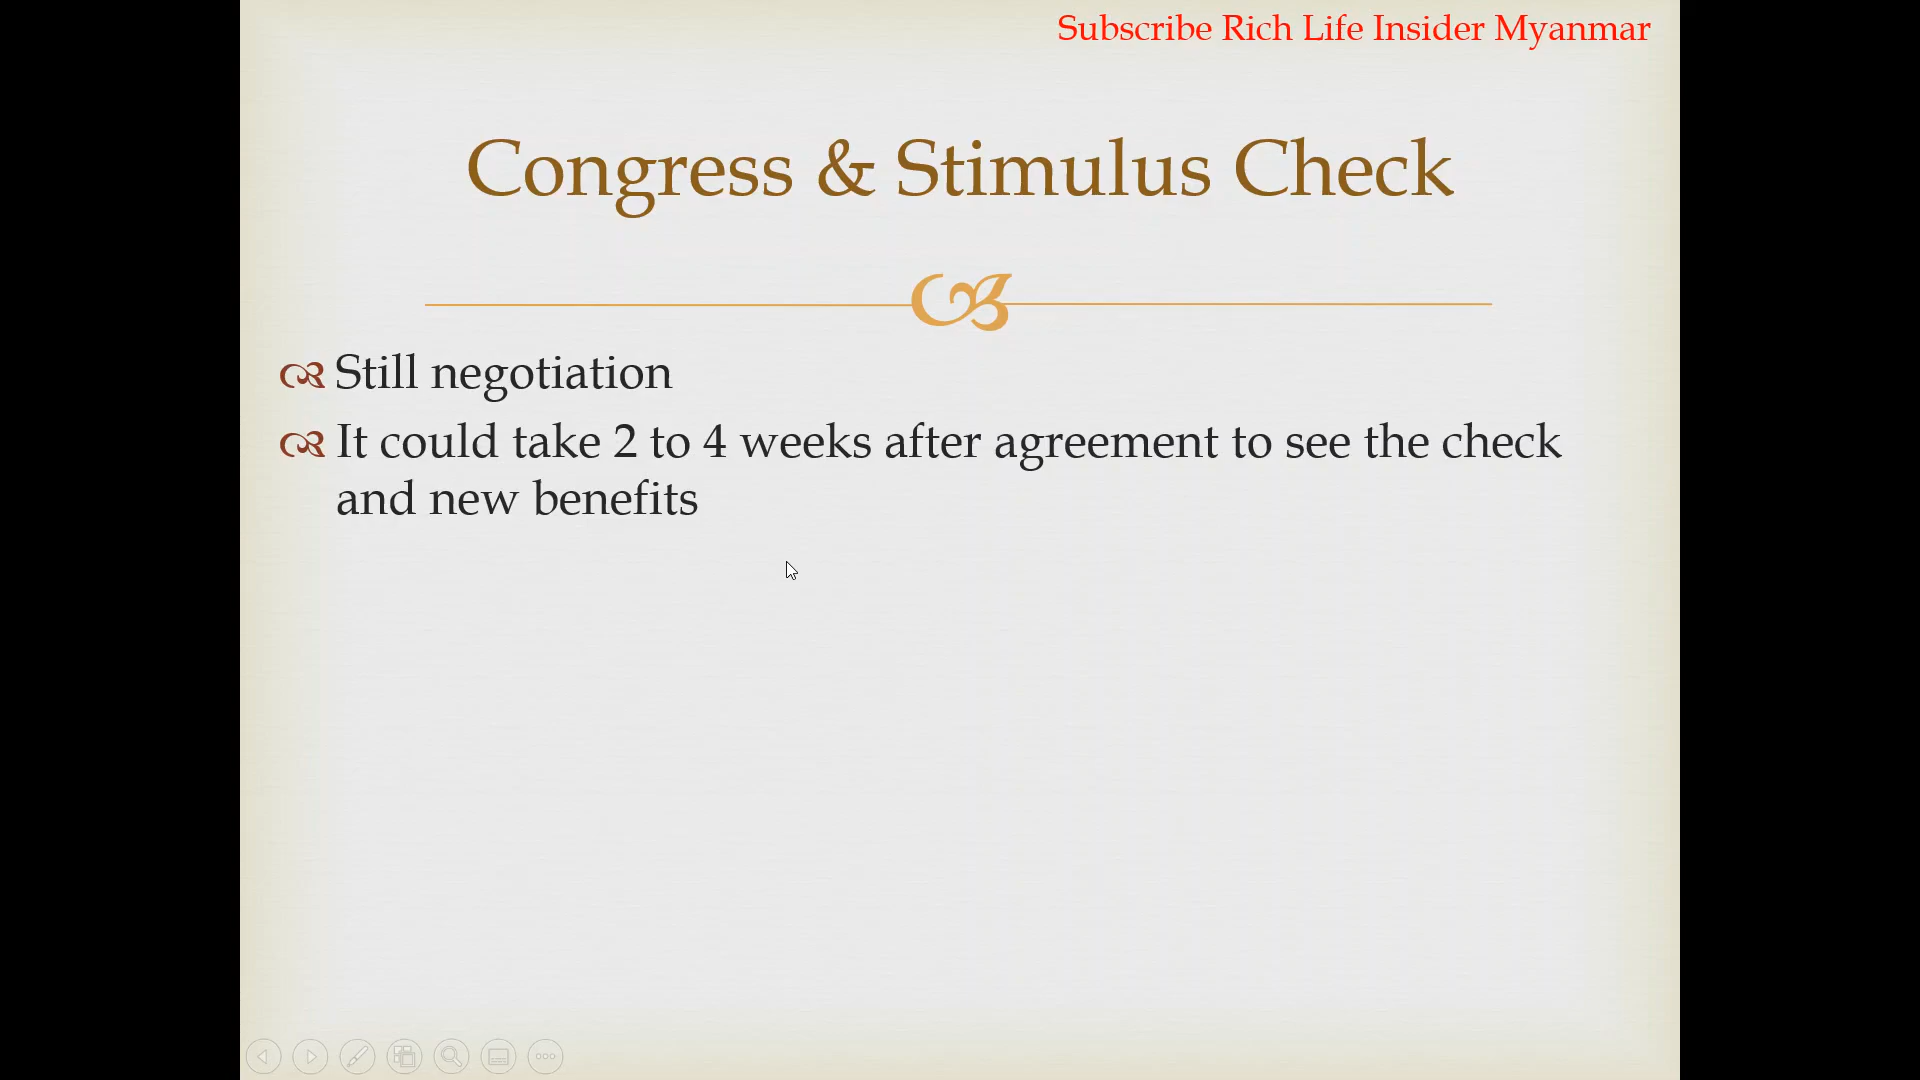 Subscribe Rich Life Insider Myanmar
Congress & Stimulus Check
Still negotiation
It could take 2 to 4 weeks after agreement to see the check
and new benefits